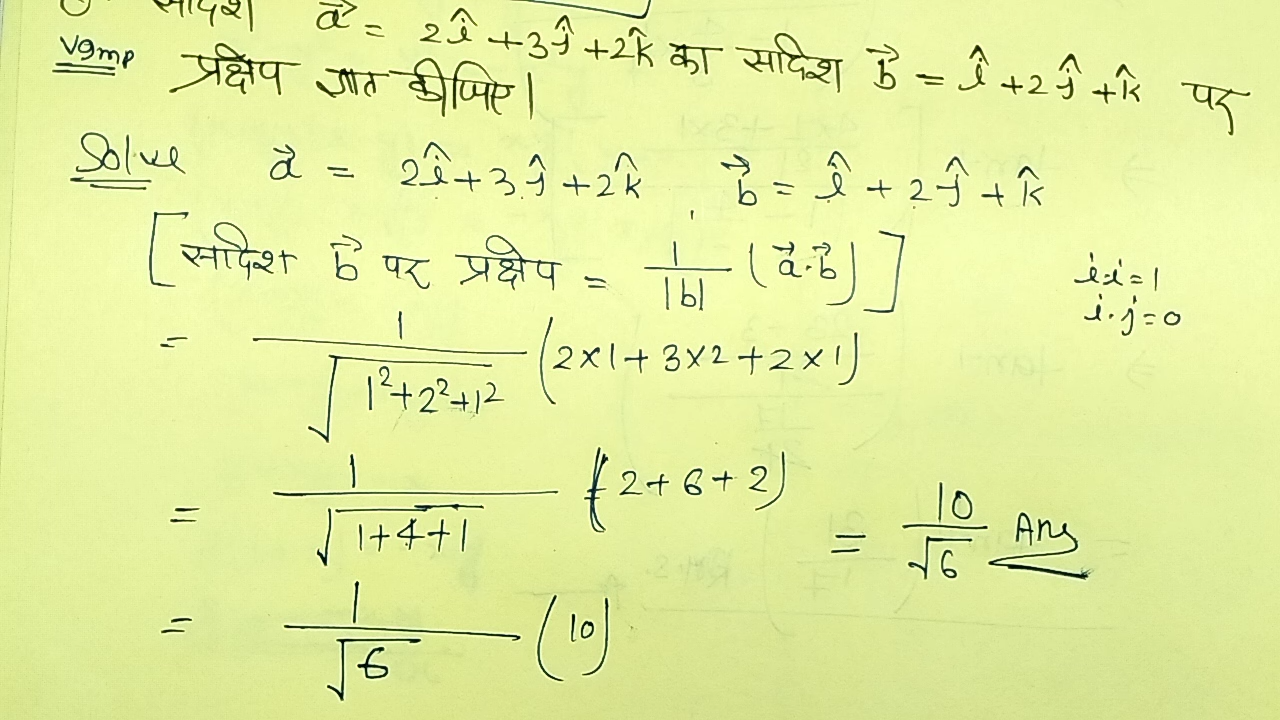 सदिश a⃗ = 2î+3ĵ+2k̂ का सदिश b⃗ = î+2ĵ+k̂ पर
Vgmp प्रक्षेप ज्ञात कीजिए।
Solve a⃗ = 2î+3ĵ+2k̂ b⃗ = î+2ĵ+k̂
[सदिश b⃗ पर प्रक्षेप = 1/|b| (a⃗·b⃗)]
i·i=1
i·j=0
= 1/√(1²+2²+1²) (2×1+3×2+2×1)
= 1/√(1+4+1) (2+6+2)
= 1/√6 (10)
= 10/√6 Ans